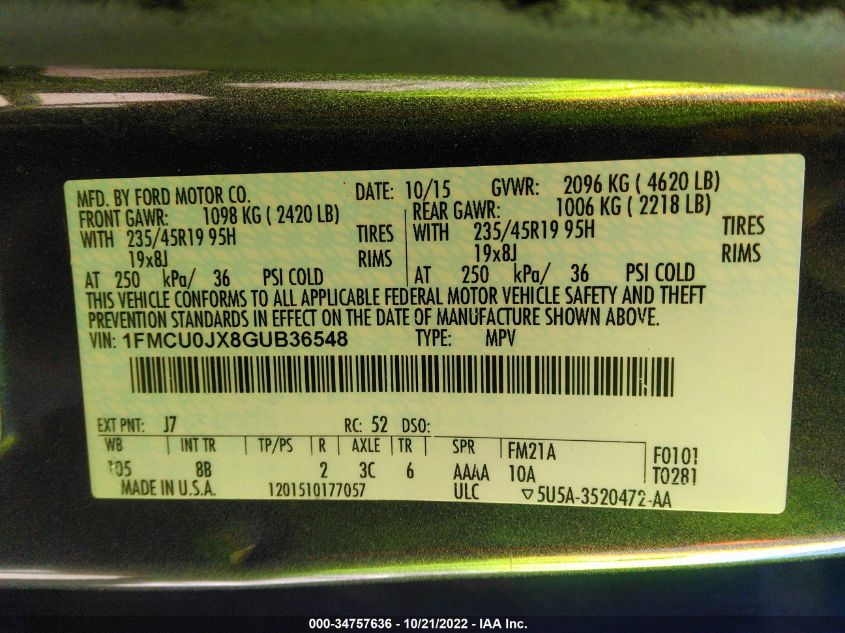 MFD. BY FORD MOTOR CO. DATE: 10/15 GVWR: 2096 KG ( 4620 LB)
FRONT GAWR: 1098 KG ( 2420 LB) REAR GAWR: 1006 KG ( 2218 LB)
WITH 235/45R19 95H TIRES WITH 235/45R19 95H TIRES
19x8J RIMS 19x8J RIMS
AT 250 kPa/ 36 PSI COLD AT 250 kPa/ 36 PSI COLD
THIS VEHICLE CONFORMS TO ALL APPLICABLE FEDERAL MOTOR VEHICLE SAFETY AND THEFT
PREVENTION STANDARDS IN EFFECT ON THE DATE OF MANUFACTURE SHOWN ABOVE.
VIN: 1FMCU0JX8GUB36548 TYPE: MPV
EXT PNT: J7 RC: 52 DSO:
WB INT TR TP/PS R AXLE TR SPR FM21A F0101
105 8B 2 3C 6 AAAA 10A T0281
MADE IN U.S.A. 1201510177057 ULC ▽5U5A-3520472-AA
000-34757636 - 10/21/2022 - IAA Inc.